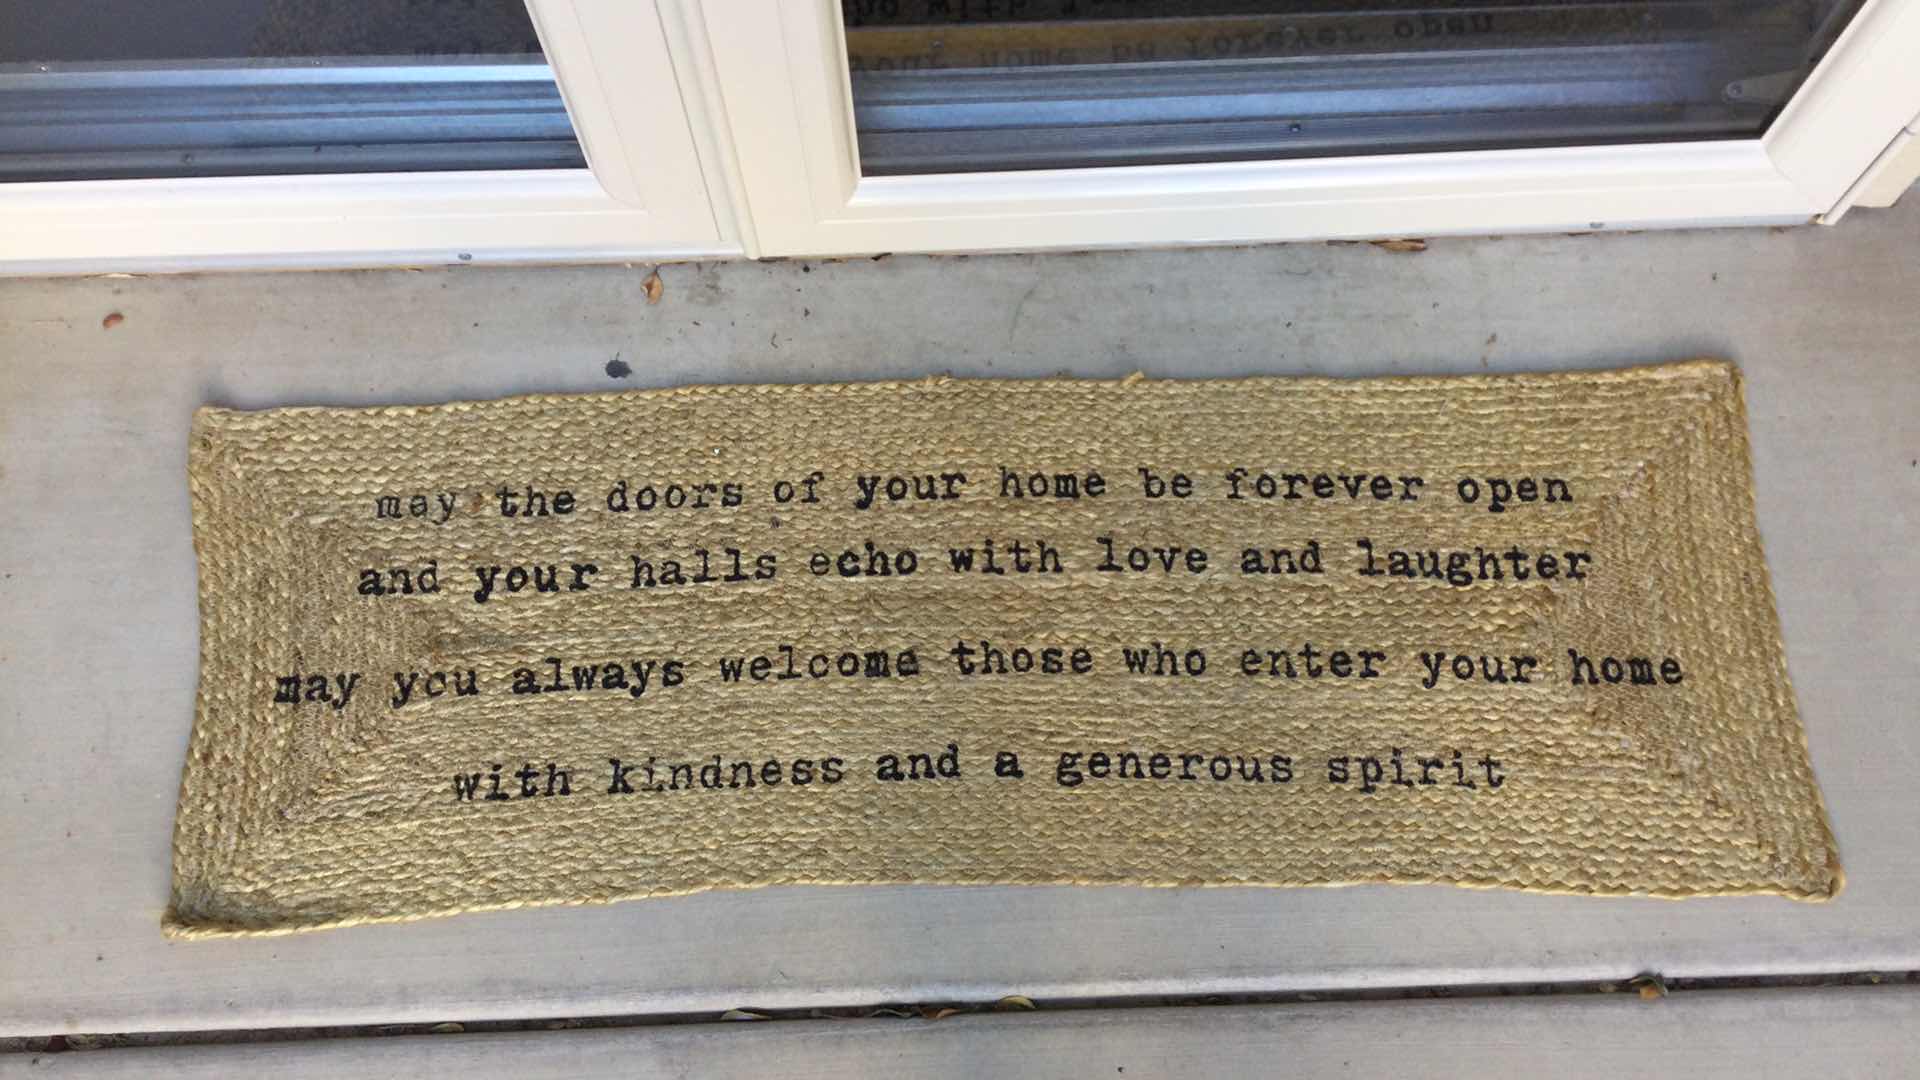 may the doors of your home be forever open
and your halls echo with love and laughter
may you always welcome those who enter your home
with kindness and a generous spirit